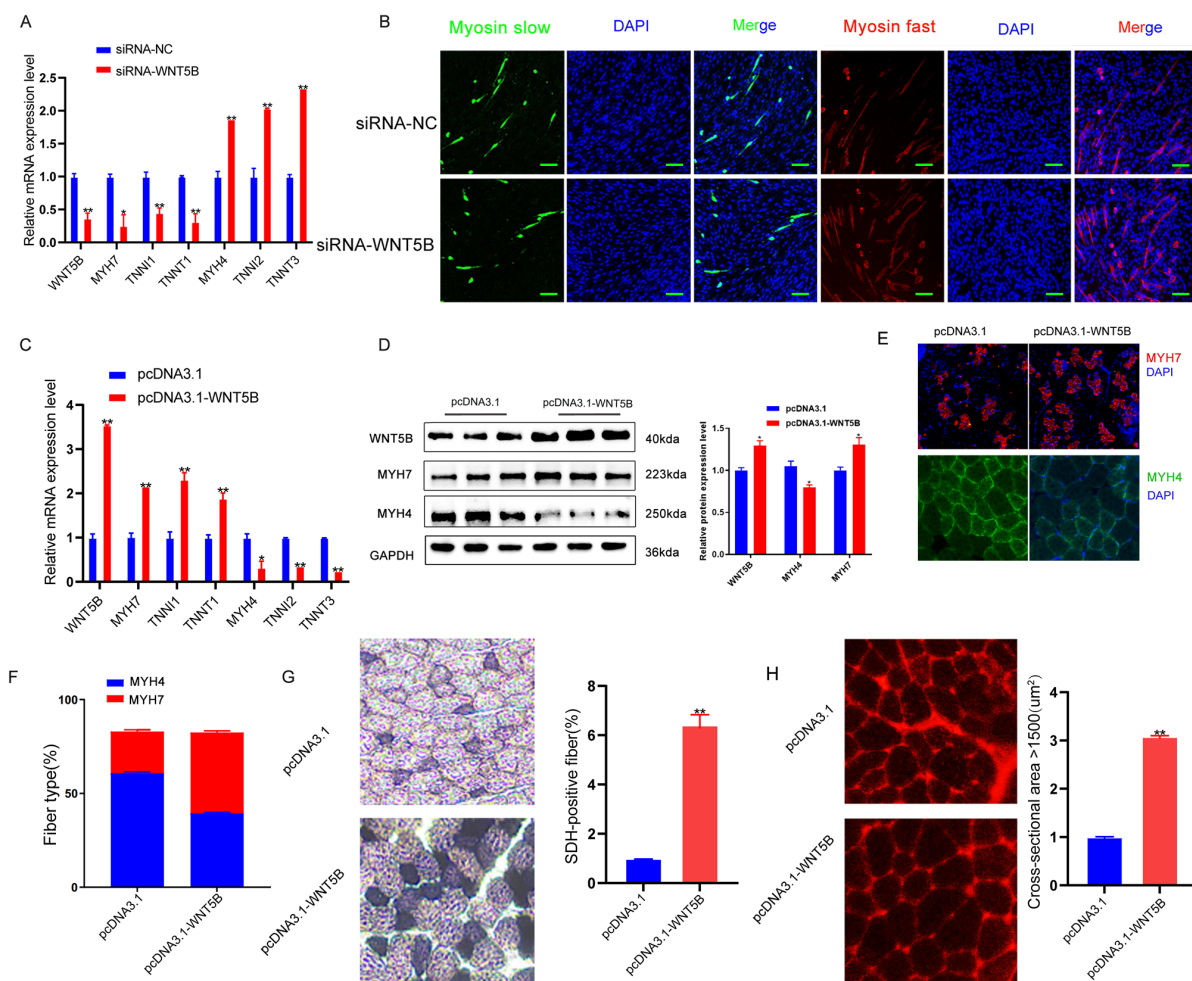 A
siRNA-NC
siRNA-WNT5B
Relative mRNA expression level
2.5
2.0
1.5
1.0
0.5
0.0
** * ** ** ** ** **
WNT5B MYH7 TNNI1 TNNT1 MYH4 TNNI2 TNNT3
B
Myosin slow DAPI Merge Myosin fast DAPI Merge
siRNA-NC
siRNA-WNT5B
C
pcDNA3.1
pcDNA3.1-WNT5B
Relative mRNA expression level
4
3
2
1
0
** ** ** ** * ** **
WNT5B MYH7 TNNI1 TNNT1 MYH4 TNNI2 TNNT3
D
pcDNA3.1 pcDNA3.1-WNT5B
WNT5B 40kda
MYH7 223kda
MYH4 250kda
GAPDH 36kda
pcDNA3.1
pcDNA3.1-WNT5B
Relative protein expression level
2.0
1.5
1.0
0.5
0.0
* * *
WNT5B MYH4 MYH7
E
pcDNA3.1 pcDNA3.1-WNT5B
MYH7
DAPI
MYH4
DAPI
F
MYH4
MYH7
Fiber type(%)
100
50
0
pcDNA3.1 pcDNA3.1-WNT5B
G
pcDNA3.1
pcDNA3.1-WNT5B
SDH-positive fiber(%)
8
6
4
2
0
**
pcDNA3.1 pcDNA3.1-WNT5B
H
pcDNA3.1
pcDNA3.1-WNT5B
Cross-sectional area >1500(um²)
4
3
2
1
0
**
pcDNA3.1 pcDNA3.1-WNT5B